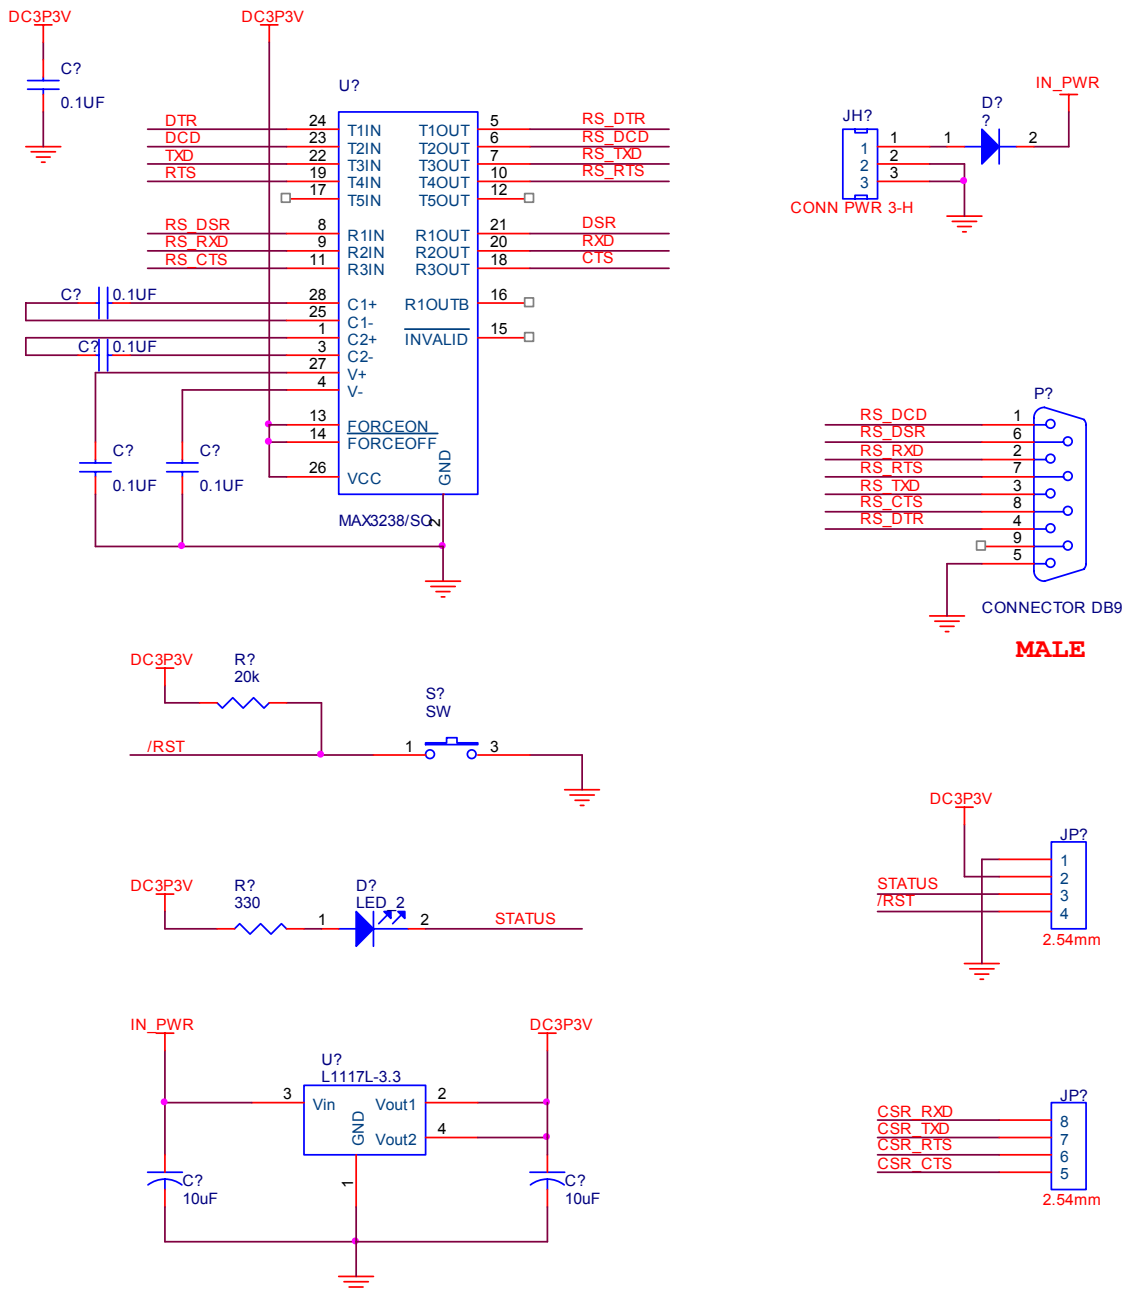 DC3P3V
C?
0.1UF
DC3P3V
U?
DTR 24 T1IN T1OUT 5 RS_DTR
DCD 23 T2IN T2OUT 6 RS_DCD
TXD 22 T3IN T3OUT 7 RS_TXD
RTS 19 T4IN T4OUT 10 RS_RTS
17 T5IN T5OUT 12
RS_DSR 8 R1IN R1OUT 21 DSR
RS_RXD 9 R2IN R2OUT 20 RXD
RS_CTS 11 R3IN R3OUT 18 CTS
C? 0.1UF 28 C1+ R1OUTB 16
25 C1-
1 C2+ INVALID 15
C? 0.1UF 3 C2-
27 V+
4 V-
13 FORCEON
14 FORCEOFF
26 VCC
GND
2
MAX3238/SO
C?
0.1UF
C?
0.1UF
IN_PWR
D?
?
JH?
1 1 1 2
2 2
3 3
CONN PWR 3-H
P?
RS_DCD 1
RS_DSR 6
RS_RXD 2
RS_RTS 7
RS_TXD 3
RS_CTS 8
RS_DTR 4
9
5
CONNECTOR DB9
MALE
DC3P3V
R?
20k
/RST
S?
SW
1 3
DC3P3V
JP?
1
2
STATUS 3
/RST 4
2.54mm
DC3P3V
R?
330
D?
LED_2
1 2 STATUS
IN_PWR
DC3P3V
U?
L1117L-3.3
3 Vin Vout1 2
GND Vout2 4
1
C?
10uF
C?
10uF
JP?
CSR_RXD 8
CSR_TXD 7
CSR_RTS 6
CSR_CTS 5
2.54mm